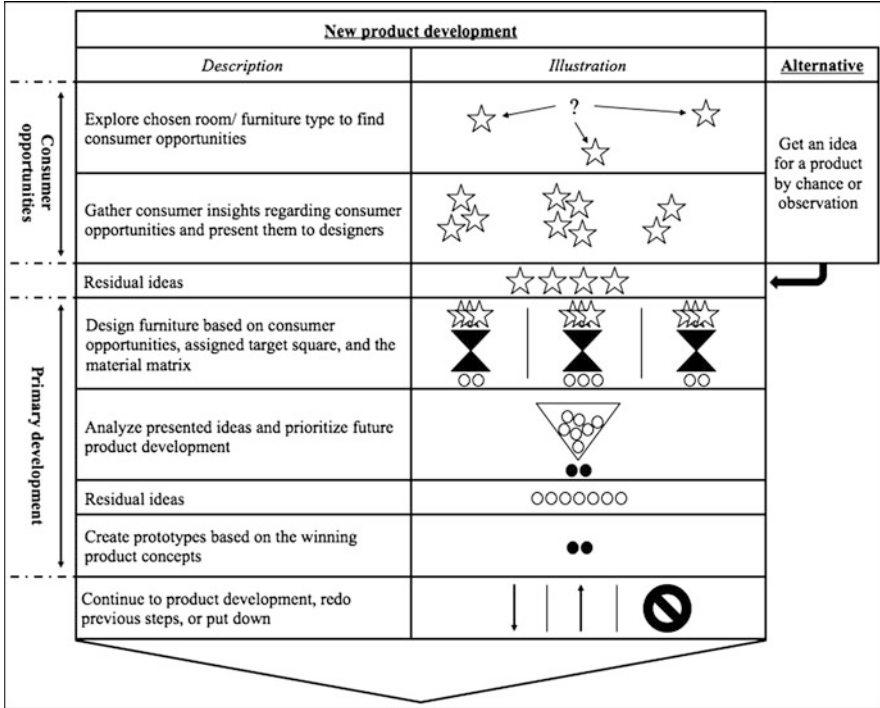 New product development
Description
Illustration
Alternative
Consumer
opportunities
Explore chosen room/ furniture type to find
consumer opportunities
?
Get an idea
for a product
by chance or
observation
Gather consumer insights regarding consumer
opportunities and present them to designers
Residual ideas
Primary development
Design furniture based on consumer
opportunities, assigned target square, and the
material matrix
Analyze presented ideas and prioritize future
product development
Residual ideas
Create prototypes based on the winning
product concepts
Continue to product development, redo
previous steps, or put down